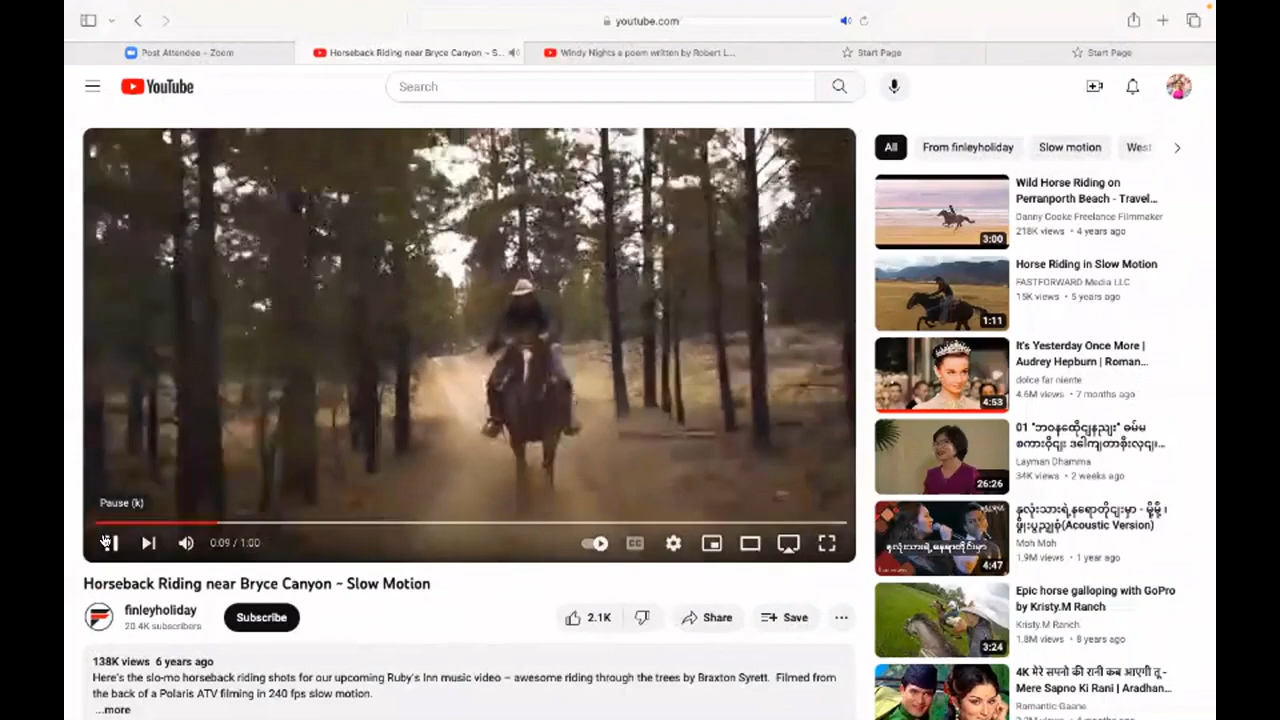 youtube.com
Post Attendee - Zoom
Horseback Riding near Bryce Canyon ~ S...
Windy Nights a poem written by Robert L...
Start Page
Start Page
YouTube
Search
All
From finleyholiday
Slow motion
West
Wild Horse Riding on
Perranporth Beach - Travel...
Danny Cooke Freelance Filmmaker
218K views • 4 years ago
3:00
Horse Riding in Slow Motion
FASTFORWARD Media LLC
15K views • 5 years ago
1:11
It's Yesterday Once More |
Audrey Hepburn | Roman...
dolce far niente
4.6M views • 7 months ago
4:53
Layman Dhamma
34K views • 2 weeks ago
26:26
(Acoustic Version)
Moh Moh
1.9M views • 1 year ago
4:47
Epic horse galloping with GoPro
by Kristy.M Ranch
Kristy.M Ranch.
1.8M views • 8 years ago
3:24
4K मेरे सपनो की रानी कब आएगी तू -
Mere Sapno Ki Rani | Aradhan...
Romantic Gaane
Pause (k)
0:09 / 1:00
CC
Horseback Riding near Bryce Canyon ~ Slow Motion
finleyholiday
20.4K subscribers
Subscribe
2.1K
Share
Save
138K views 6 years ago
Here's the slo-mo horseback riding shots for our upcoming Ruby's Inn music video – awesome riding through the trees by Braxton Syrett. Filmed from
the back of a Polaris ATV filming in 240 fps slow motion.
...more